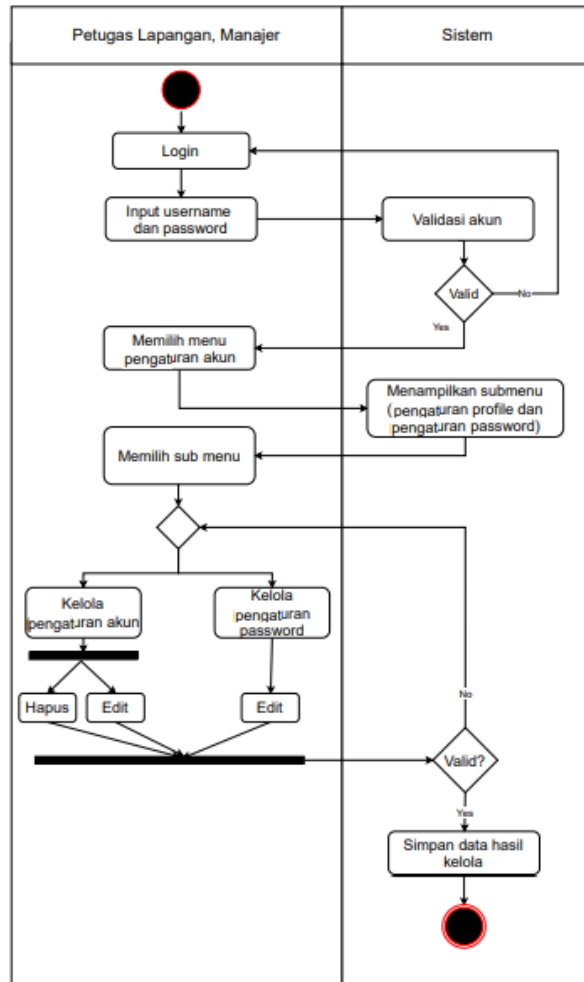 Petugas Lapangan, Manajer
Sistem
Login
Input username
dan password
Validasi akun
Valid
No
Yes
Memilih menu
pengaturan akun
Menampilkan submenu
(pengaturan profile dan
pengaturan password)
Memilih sub menu
Kelola
pengaturan akun
Kelola
pengaturan
password
Hapus
Edit
Edit
No
Valid?
Yes
Simpan data hasil
kelola